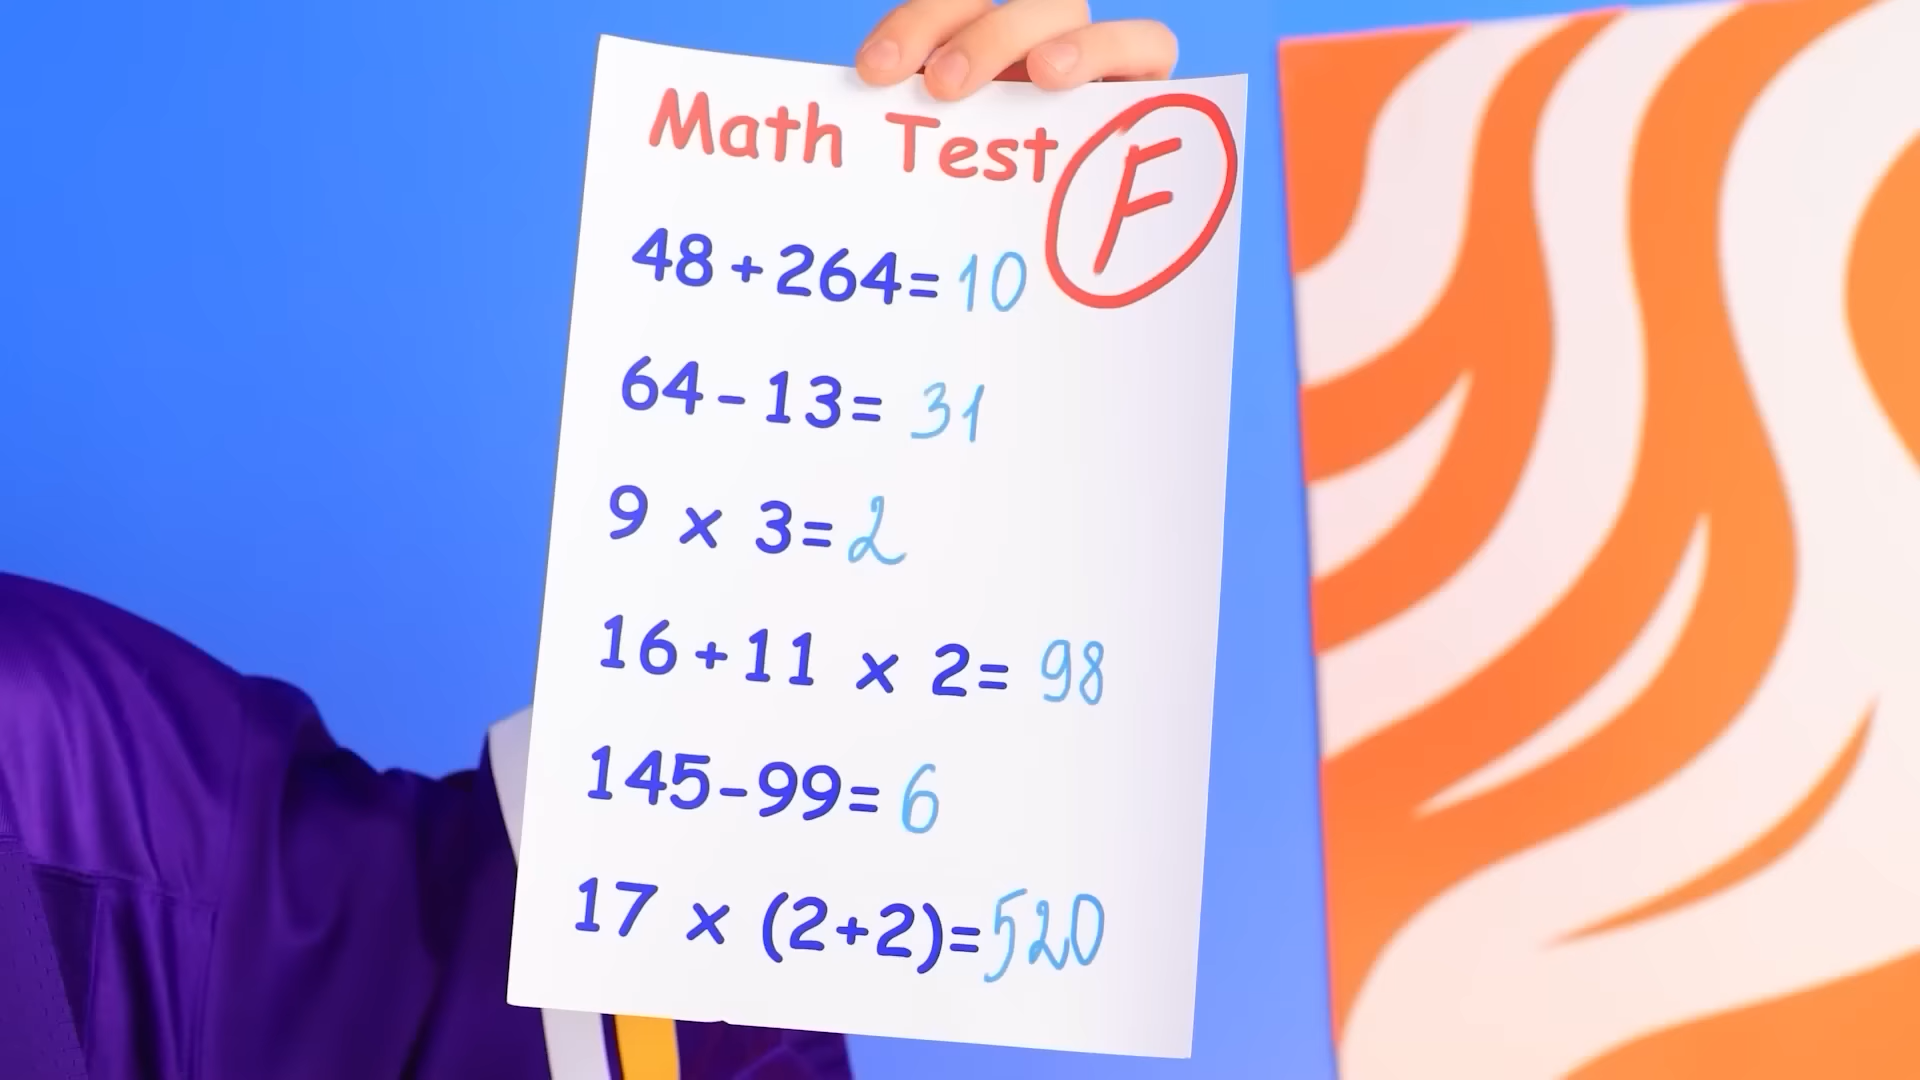 Math Test F
48+264=10
64-13=31
9 x 3=2
16+11 x 2=98
145-99=6
17 x (2+2)=520